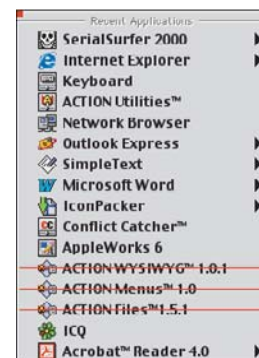 Recent Applications
SerialSurfer 2000
Internet Explorer
Keyboard
ACTION Utilities™
Network Browser
Outlook Express
SimpleText
Microsoft Word
IconPacker
Conflict Catcher™
AppleWorks 6
ACTION WYSIWYG™ 1.0.1
ACTION Menus™ 1.0
ACTION Files™1.5.1
ICQ
Acrobat™ Reader 4.0